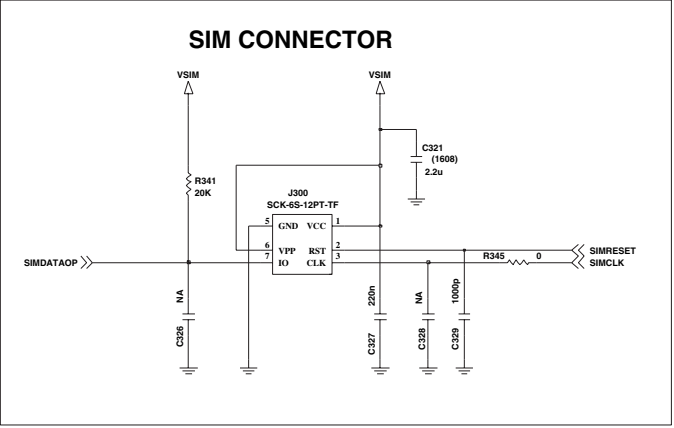 SIM CONNECTOR
VSIM
VSIM
C321
(1608)
2.2u
R341
20K
J300
SCK-6S-12PT-TF
5 GND VCC 1
6 VPP RST 2
7 IO CLK 3
SIMDATAOP
SIMRESET
R345 0
SIMCLK
NA
C326
220n
C327
NA
C328
1000p
C329